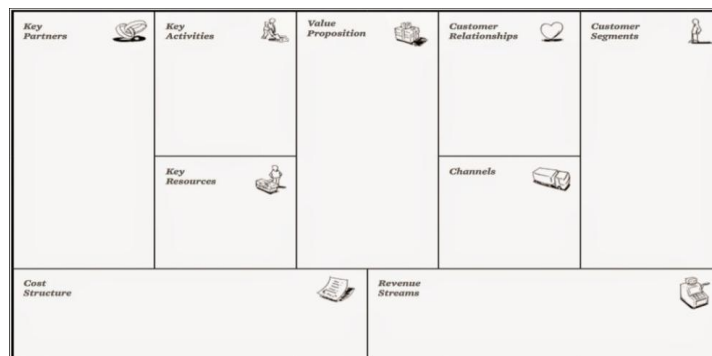 Key
Partners
Key
Activities
Value
Proposition
Customer
Relationships
Customer
Segments
Key
Resources
Channels
Cost
Structure
Revenue
Streams